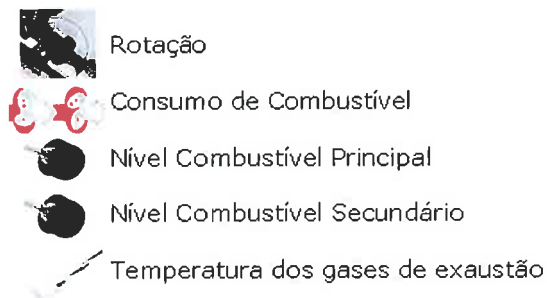 Rotação
Consumo de Combustível
Nível Combustível Principal
Nível Combustível Secundário
Temperatura dos gases de exaustão